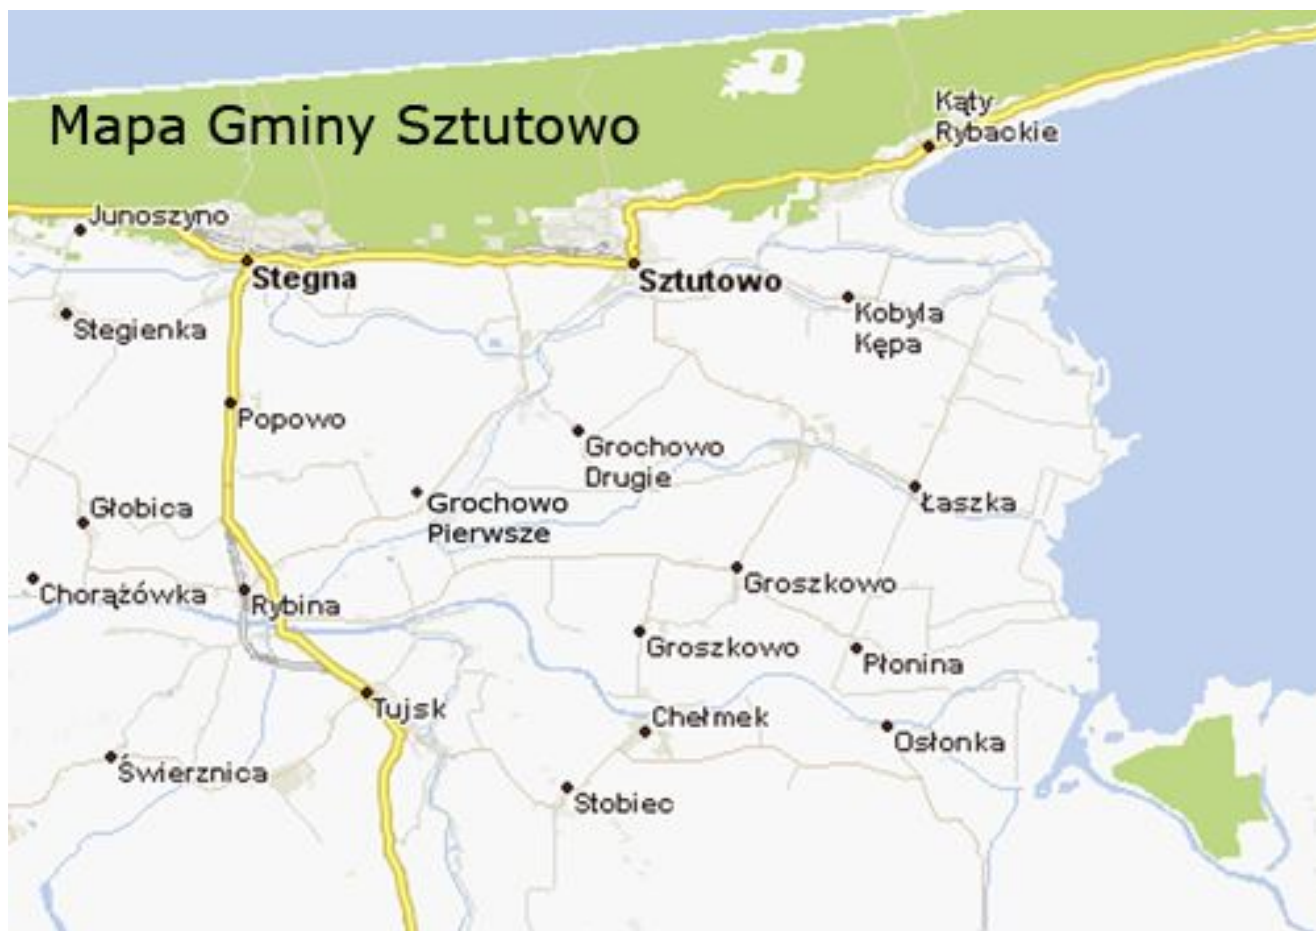 Mapa Gminy Sztutowo
Kąty
Rybackie
Junoszyno
Stegna
Sztutowo
Stegienka
Kobyla
Kępa
Popowo
Grochowo
Drugie
Głobica
Grochowo
Pierwsze
Łaszka
Chorążówka
Rybina
Groszkowo
Groszkowo
Płonina
Tujsk
Chełmek
Osłonka
Świerznica
Stobiec